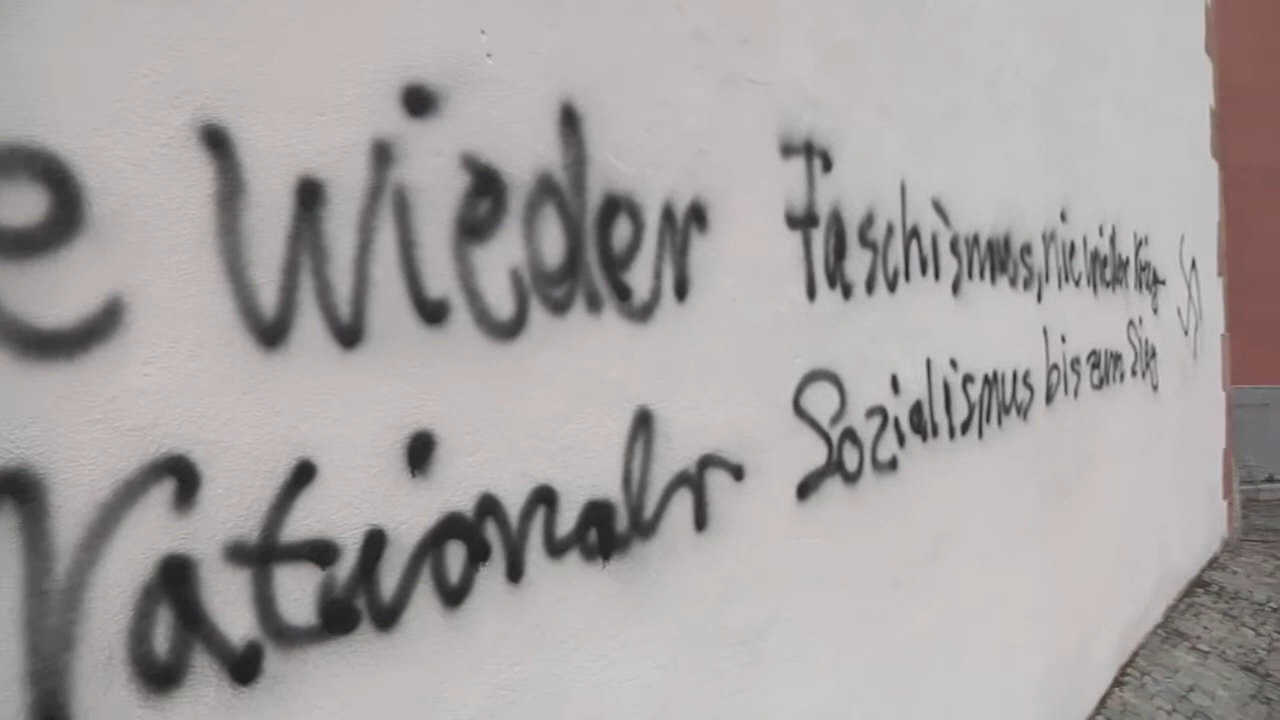 e Wieder Faschismus, nie wieder Krieg
Nationaler Sozialismus bis zum Sieg